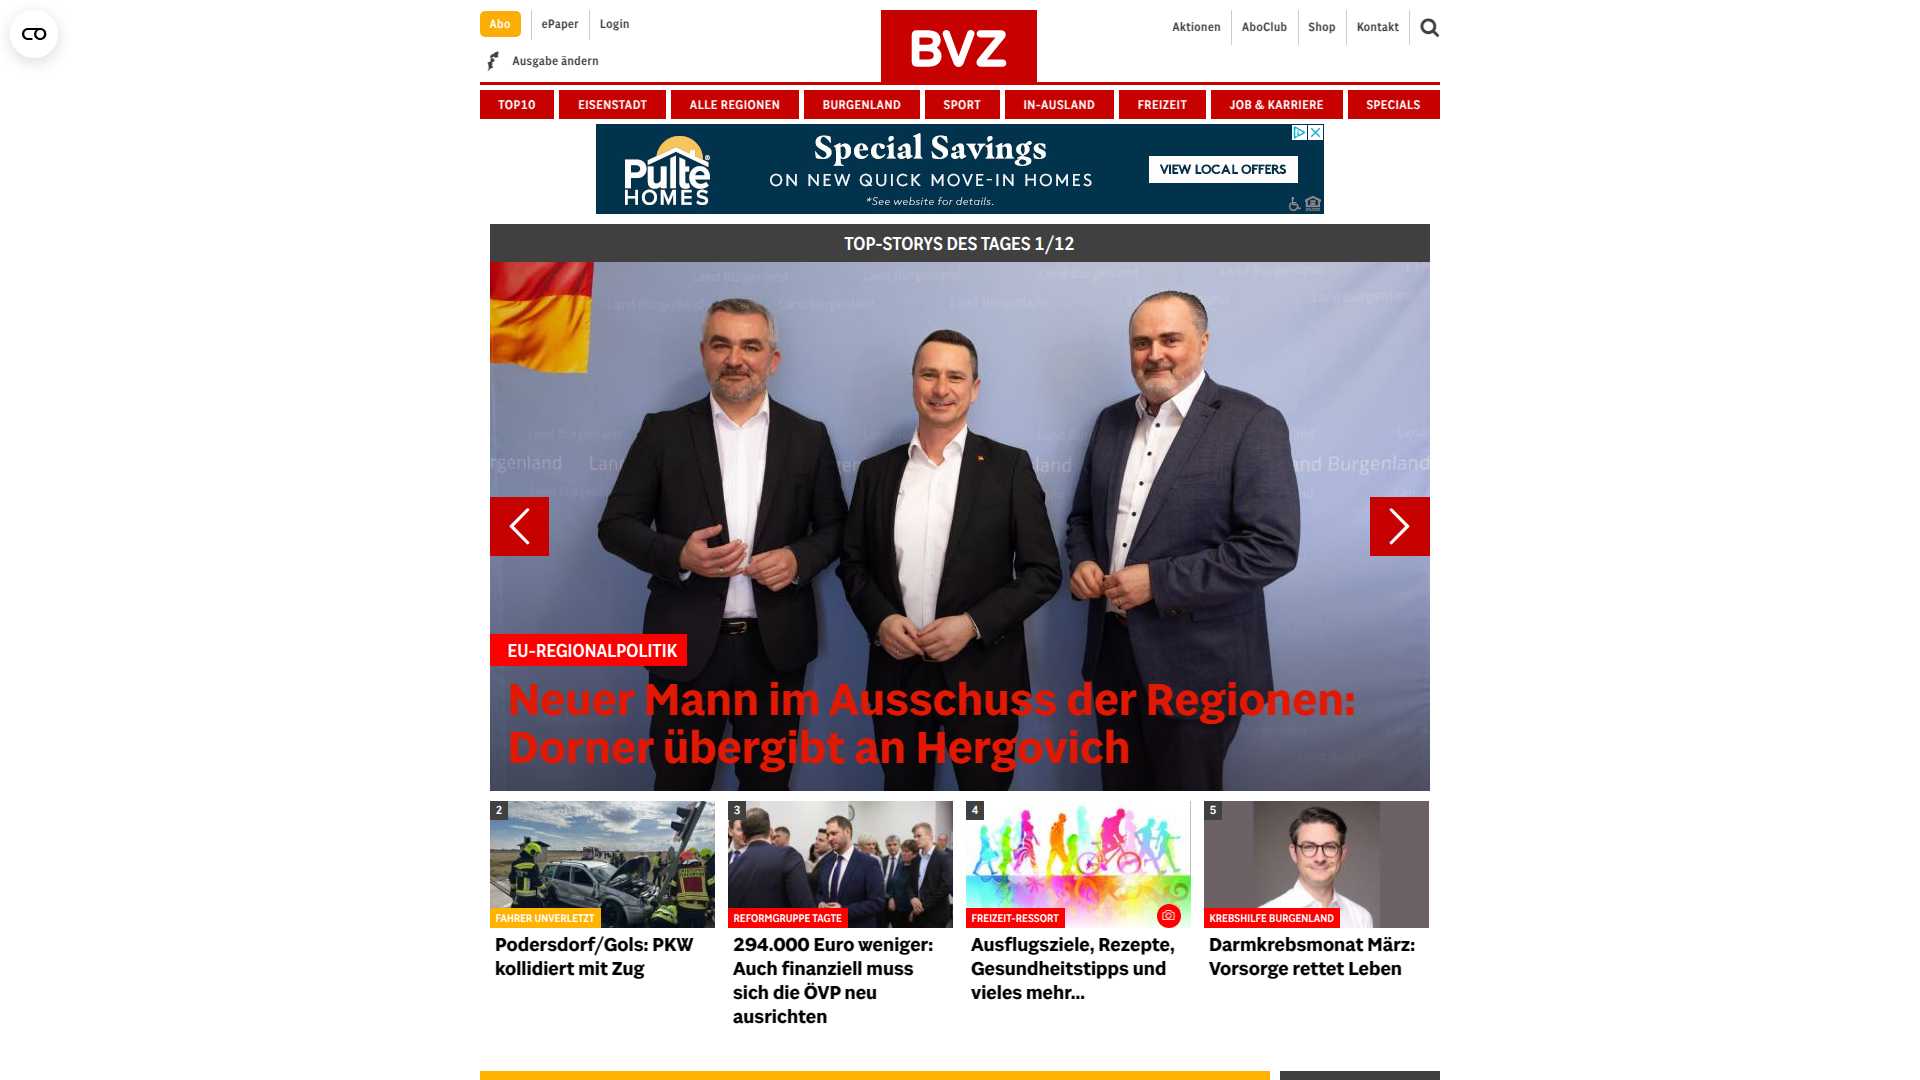 Abo
ePaper
Login
Ausgabe ändern
BVZ
Aktionen
AboClub
Shop
Kontakt
TOP10
EISENSTADT
ALLE REGIONEN
BURGENLAND
SPORT
IN-AUSLAND
FREIZEIT
JOB & KARRIERE
SPECIALS
Pulte
HOMES
Special Savings
ON NEW QUICK MOVE-IN HOMES
*See website for details.
VIEW LOCAL OFFERS
TOP-STORYS DES TAGES 1/12
EU-REGIONALPOLITIK
Neuer Mann im Ausschuss der Regionen:
Dorner übergibt an Hergovich
2
FAHRER UNVERLETZT
Podersdorf/Gols: PKW
kollidiert mit Zug
3
REFORMGRUPPE TAGTE
294.000 Euro weniger:
Auch finanziell muss
sich die ÖVP neu
ausrichten
4
FREIZEIT-RESSORT
Ausflugsziele, Rezepte,
Gesundheitstipps und
vieles mehr...
5
KREBSHILFE BURGENLAND
Darmkrebsmonat März:
Vorsorge rettet Leben